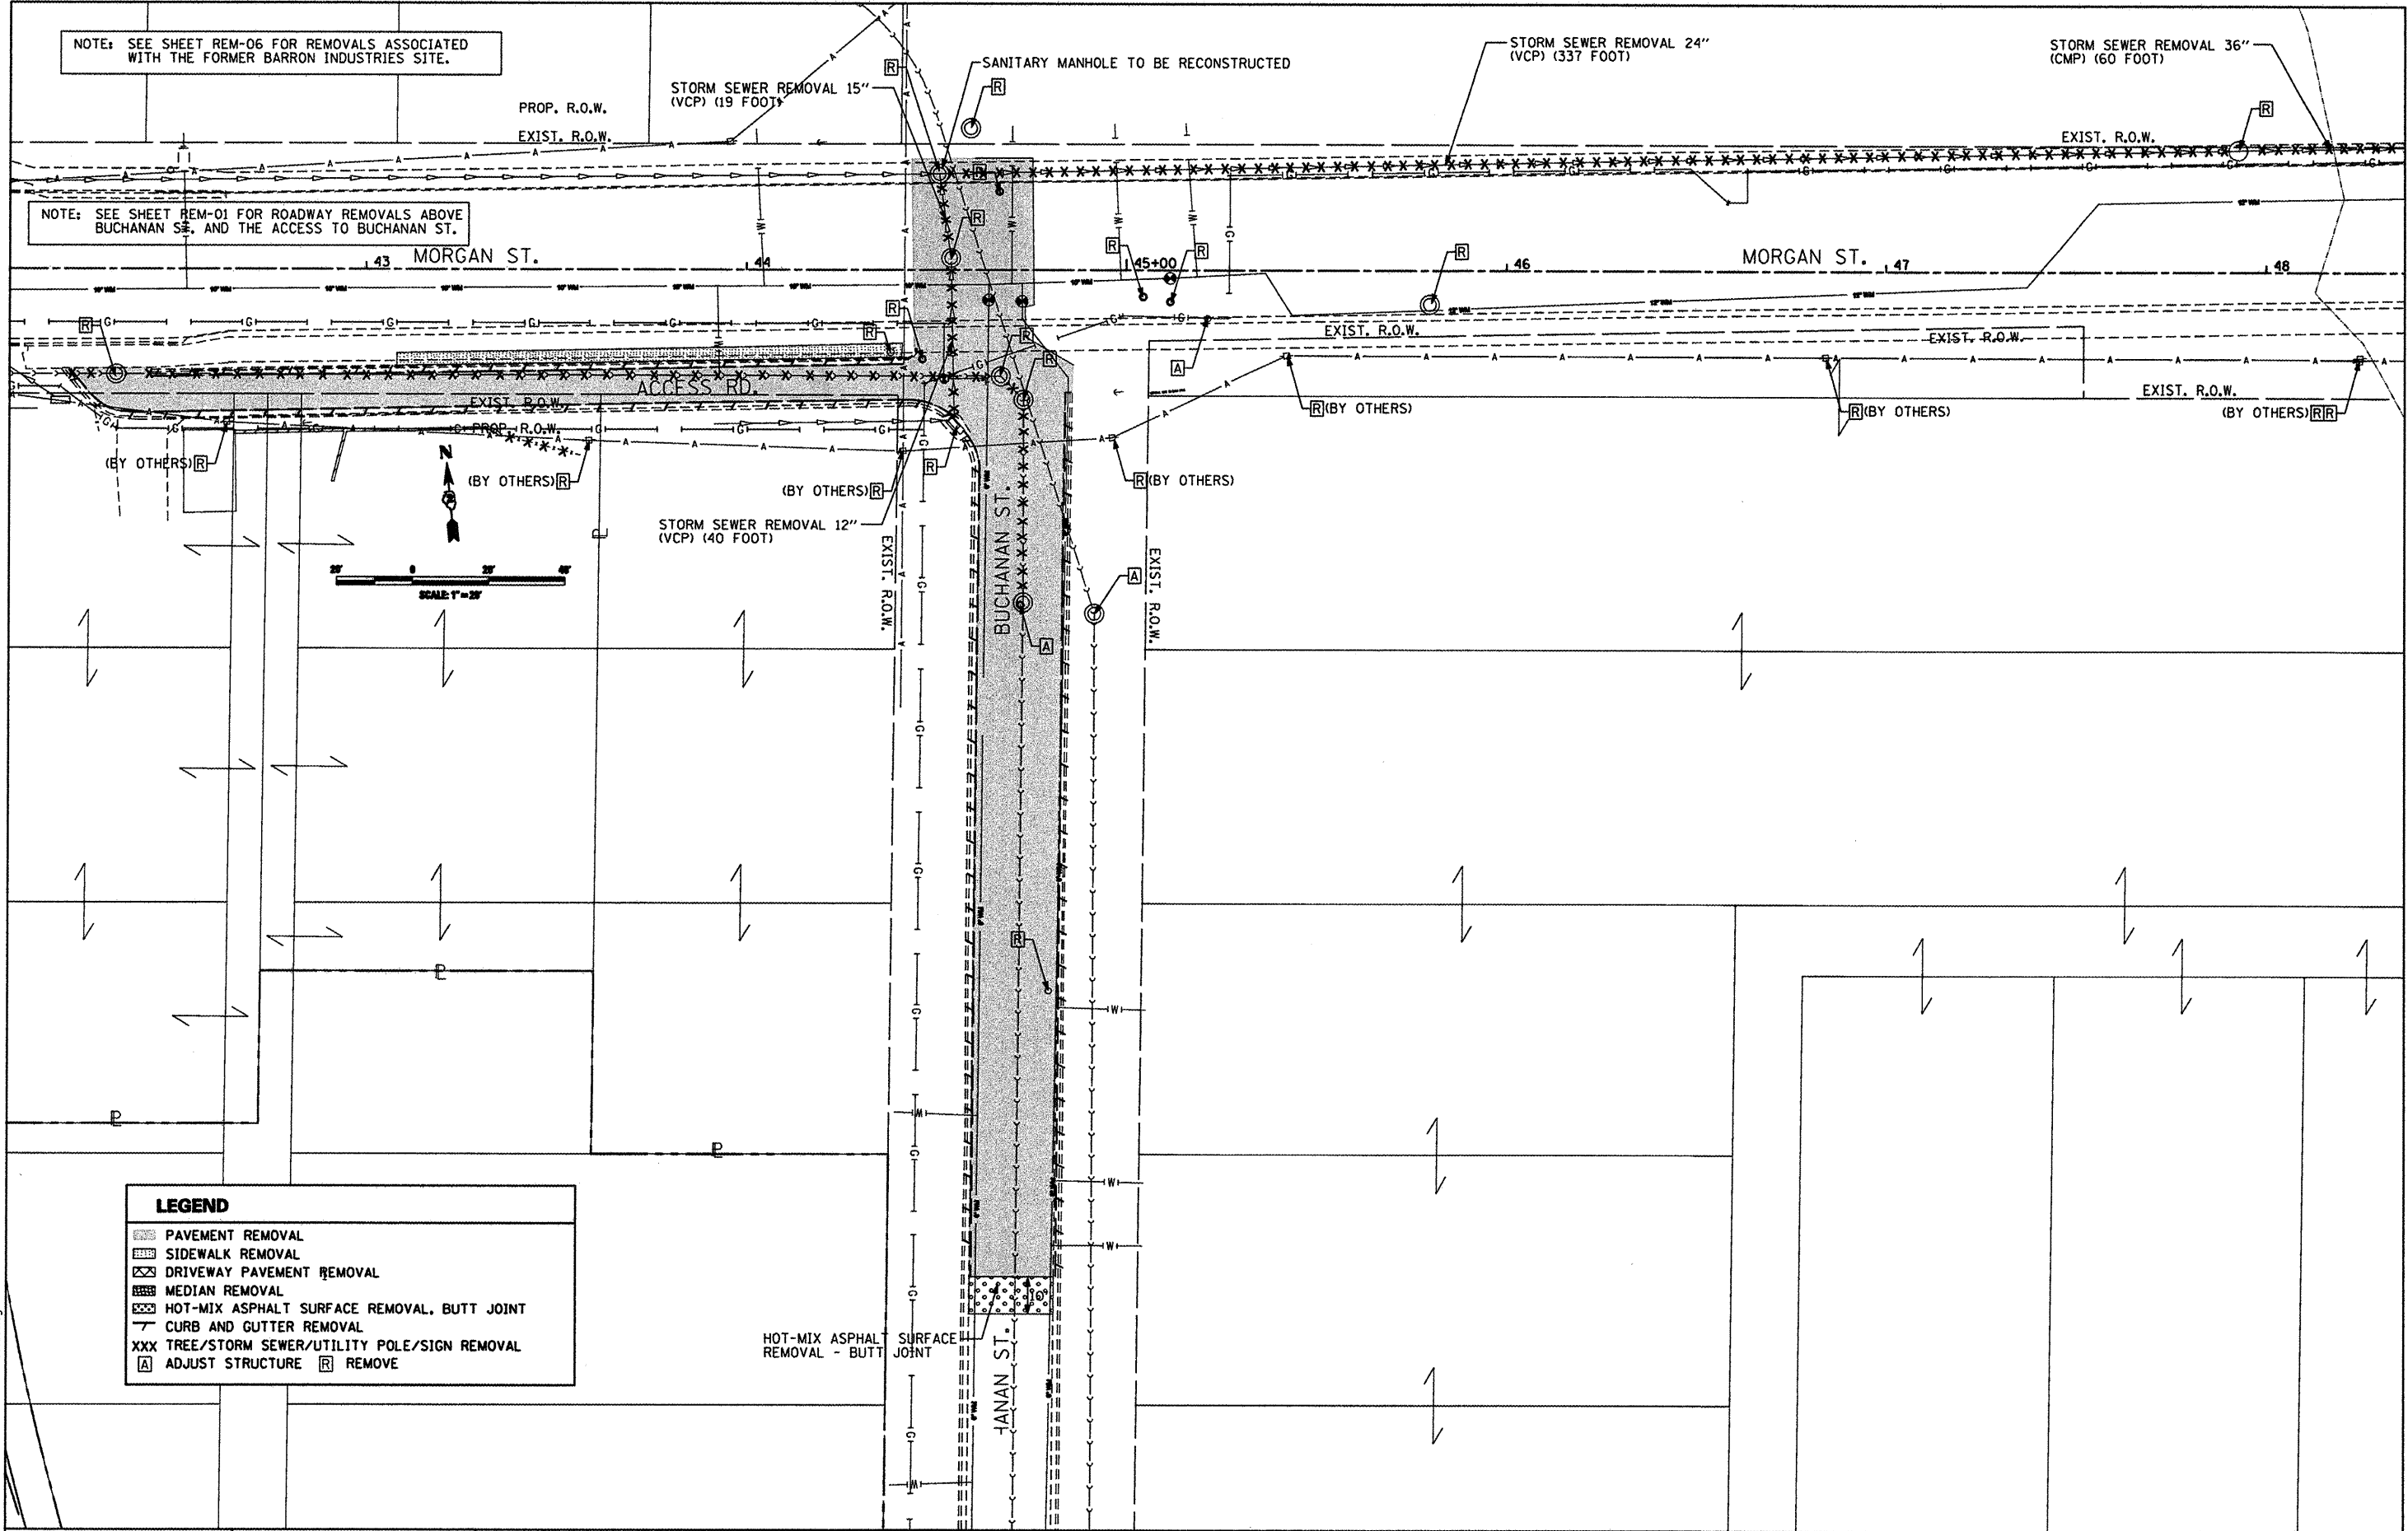 NOTE: SEE SHEET REM-06 FOR REMOVALS ASSOCIATED
WITH THE FORMER BARRON INDUSTRIES SITE.
STORM SEWER REMOVAL 24"
(VCP) (337 FOOT)
STORM SEWER REMOVAL 36"
(CMP) (60 FOOT)
R
SANITARY MANHOLE TO BE RECONSTRUCTED
STORM SEWER REMOVAL 15"
(VCP) (19 FOOT)
R
R
PROP. R.O.W.
EXIST. R.O.W.
EXIST. R.O.W.
R
NOTE: SEE SHEET REM-01 FOR ROADWAY REMOVALS ABOVE
BUCHANAN ST. AND THE ACCESS TO BUCHANAN ST.
R
R
R
R
MORGAN ST.
MORGAN ST.
43
44
45+00
46
47
48
R
R
R
R
R
A
EXIST. R.O.W.
EXIST. R.O.W.
ACCESS RD.
EXIST. R.O.W.
EXIST. R.O.W.
R (BY OTHERS)
R (BY OTHERS)
(BY OTHERS) R R
PROP. R.O.W.
(BY OTHERS) R
(BY OTHERS) R
(BY OTHERS) R
R
R (BY OTHERS)
N
STORM SEWER REMOVAL 12"
(VCP) (40 FOOT)
EXIST. R.O.W.
BUCHANAN ST.
EXIST. R.O.W.
A
A
20'
0
20'
40'
SCALE: 1" = 20'
R
LEGEND
PAVEMENT REMOVAL
SIDEWALK REMOVAL
DRIVEWAY PAVEMENT REMOVAL
MEDIAN REMOVAL
HOT-MIX ASPHALT SURFACE REMOVAL, BUTT JOINT
CURB AND GUTTER REMOVAL
XXX TREE/STORM SEWER/UTILITY POLE/SIGN REMOVAL
A ADJUST STRUCTURE R REMOVE
10'
HOT-MIX ASPHALT SURFACE
REMOVAL - BUTT JOINT
HANAN ST.